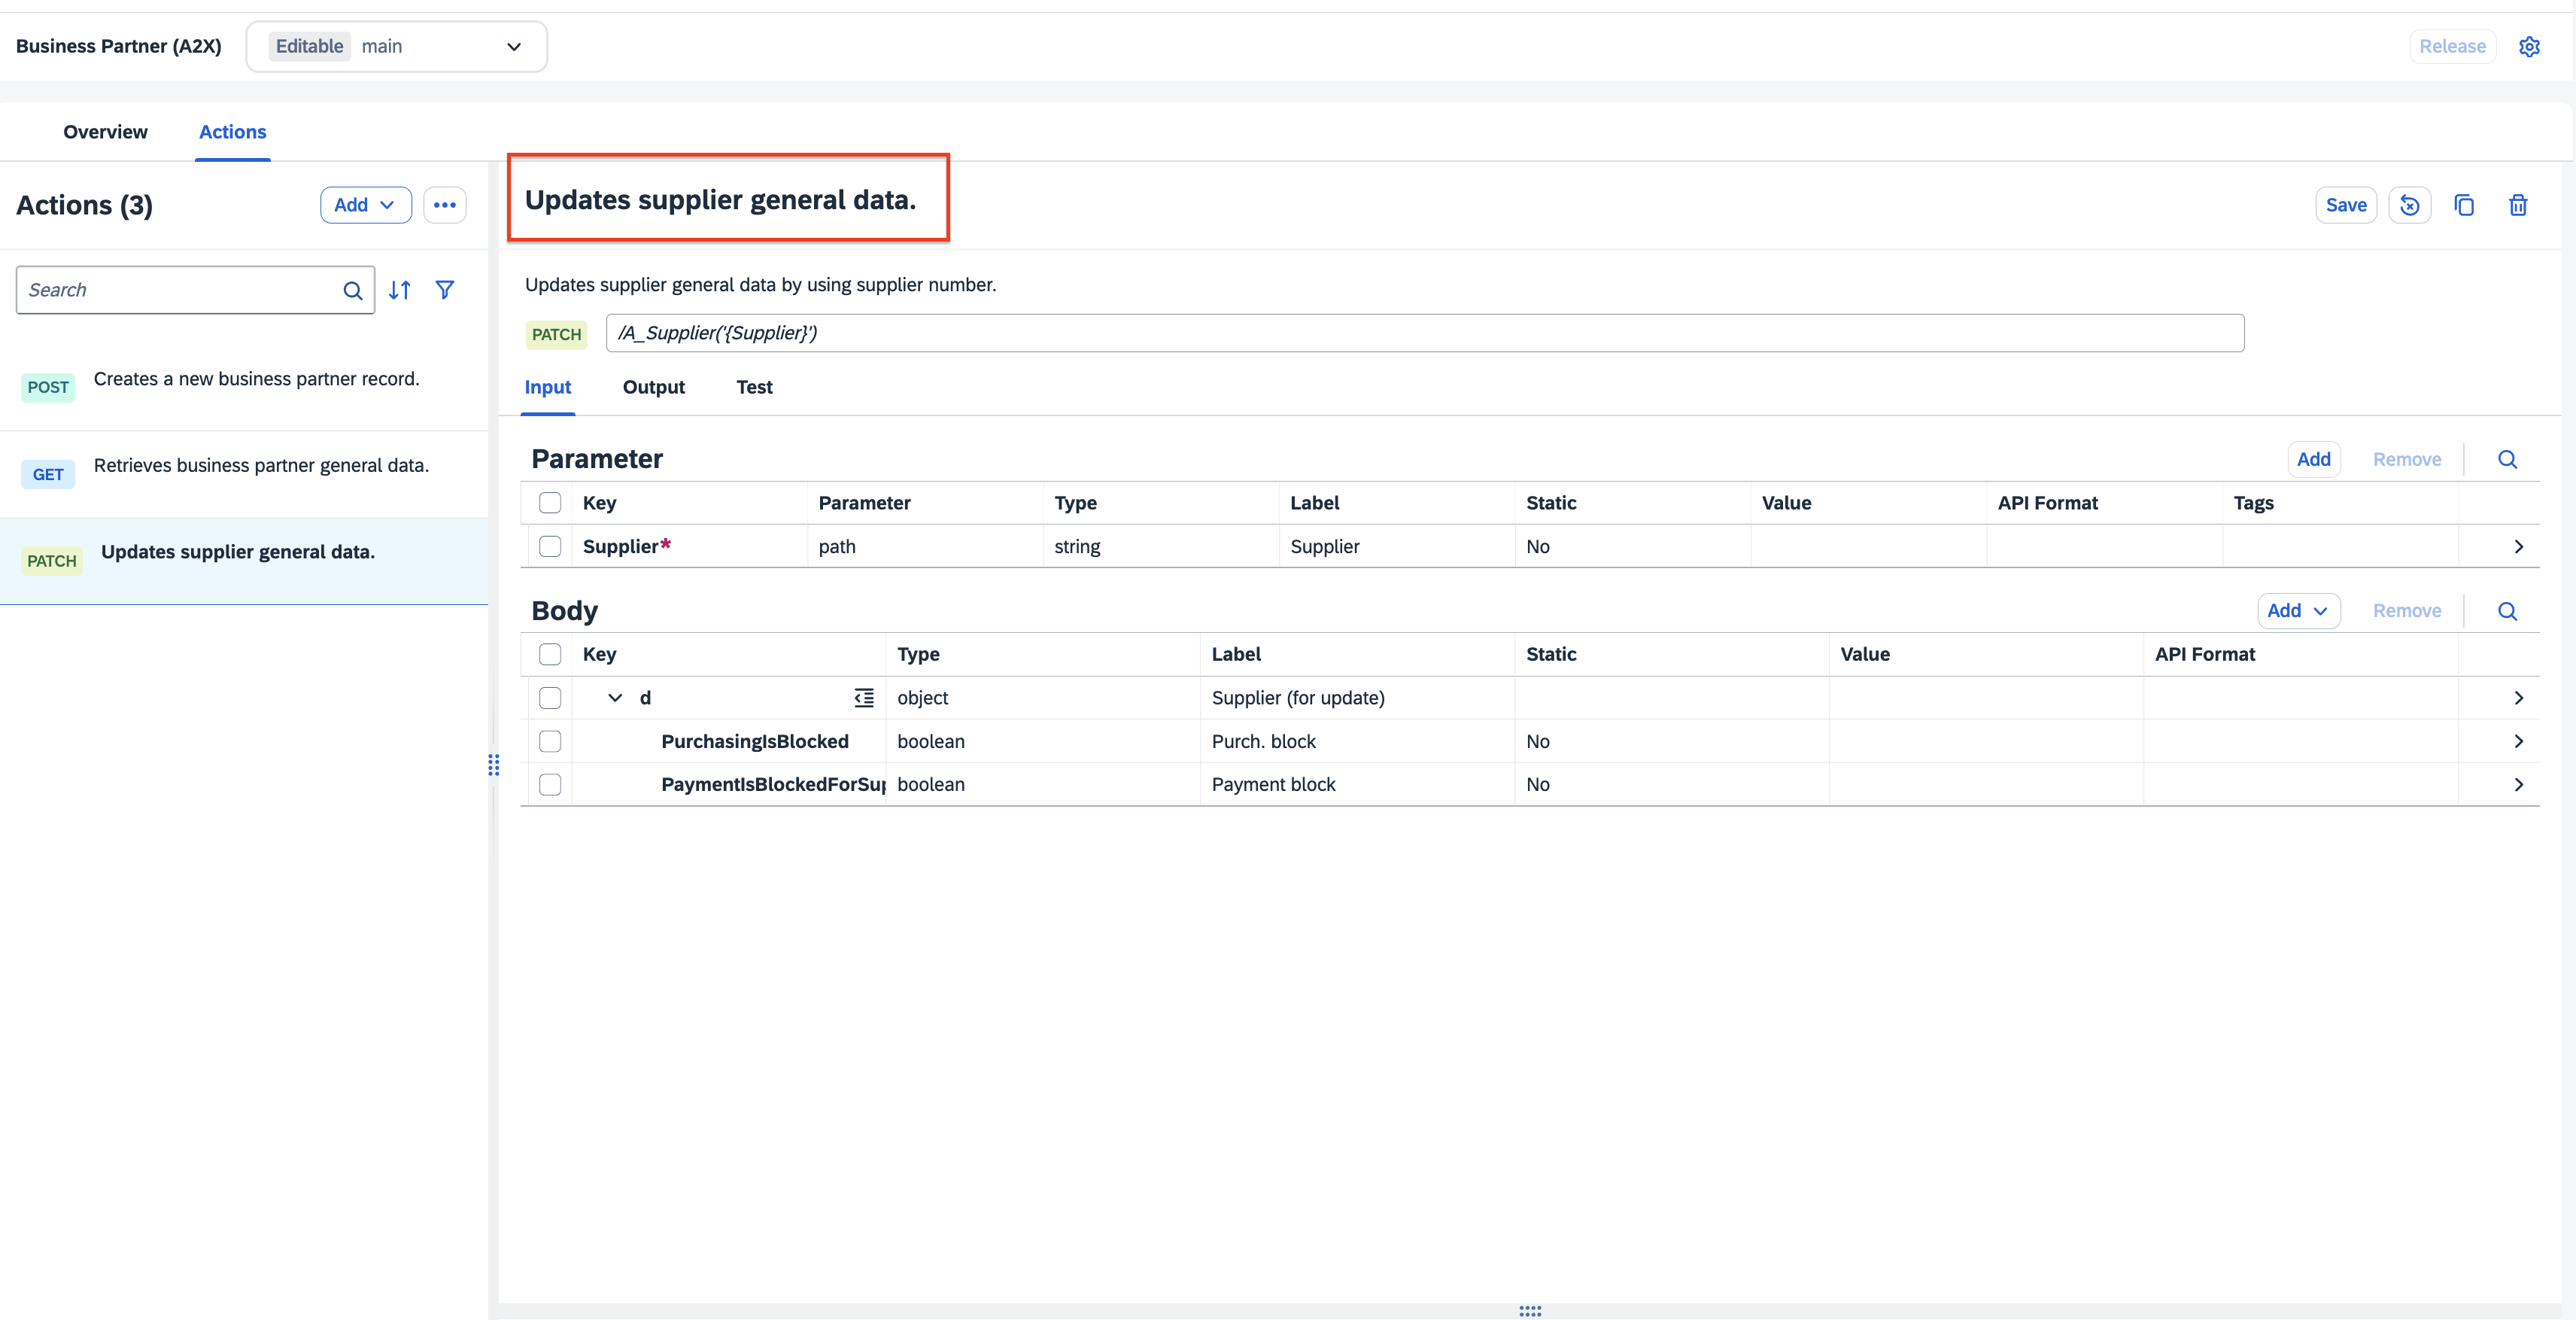 Business Partner (A2X) Editable main Release
Overview Actions
Actions (3) Add
Search
POST Creates a new business partner record.
GET Retrieves business partner general data.
PATCH Updates supplier general data.
Updates supplier general data. Save
Updates supplier general data by using supplier number.
PATCH /A_Supplier('{Supplier}')
Input Output Test
Parameter Add Remove
Key Parameter Type Label Static Value API Format Tags
Supplier* path string Supplier No
Body Add Remove
Key Type Label Static Value API Format
d object Supplier (for update)
PurchasingIsBlocked boolean Purch. block No
PaymentIsBlockedForSup boolean Payment block No